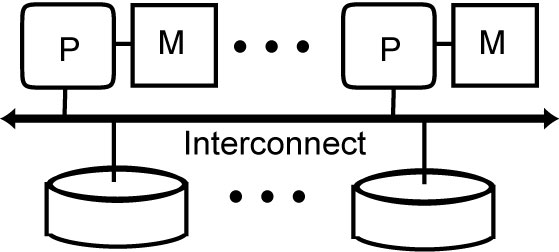 P M • • • P M
Interconnect
• • •